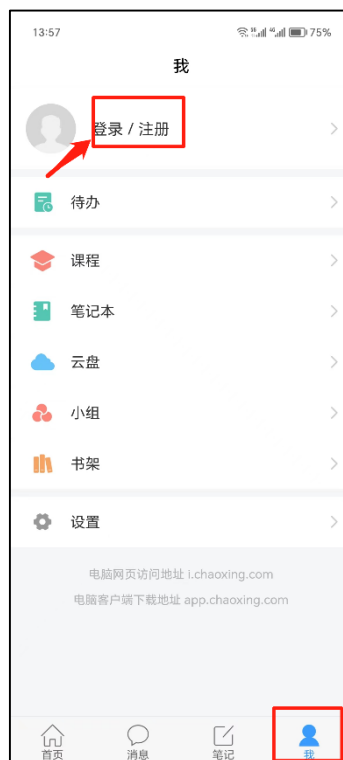 13:57 75%
我
登录 / 注册
待办
课程
笔记本
云盘
小组
书架
设置
电脑网页访问地址 i.chaoxing.com
电脑客户端下载地址 app.chaoxing.com
首页 消息 笔记 我